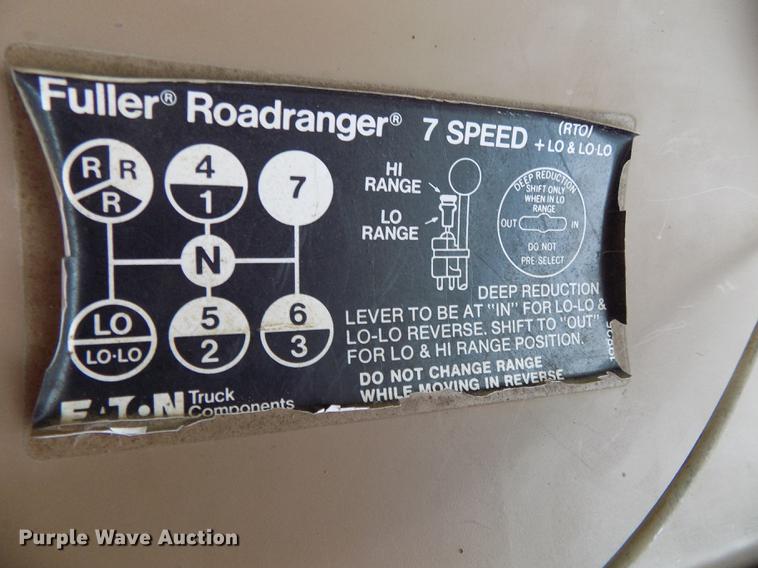 Fuller® Roadranger® 7 SPEED (RTO)
+ LO & LO-LO
R R
R
4
1
7
N
LO
LO-LO
5
2
6
3
HI
RANGE
LO
RANGE
DEEP REDUCTION
SHIFT ONLY
WHEN IN LO
RANGE
OUT IN
DO NOT
PRE-SELECT
DEEP REDUCTION
LEVER TO BE AT "IN" FOR LO-LO &
LO-LO REVERSE. SHIFT TO "OUT"
FOR LO & HI RANGE POSITION.
DO NOT CHANGE RANGE
WHILE MOVING IN REVERSE
EATON Truck
Components
Purple Wave Auction